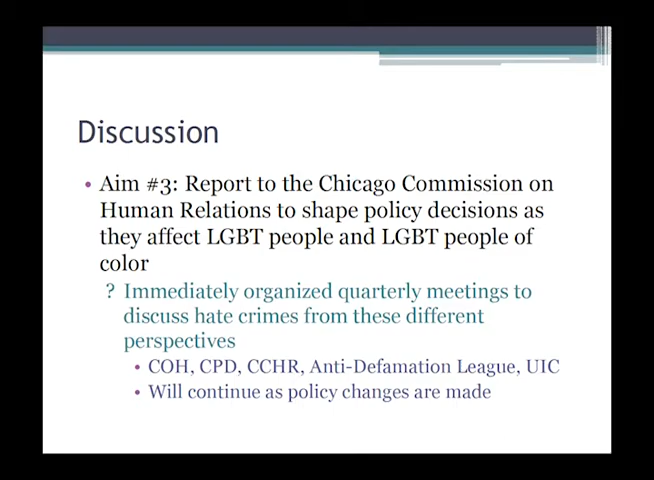 Discussion
• Aim #3: Report to the Chicago Commission on
Human Relations to shape policy decisions as
they affect LGBT people and LGBT people of
color
? Immediately organized quarterly meetings to
discuss hate crimes from these different
perspectives
• COH, CPD, CCHR, Anti-Defamation League, UIC
• Will continue as policy changes are made